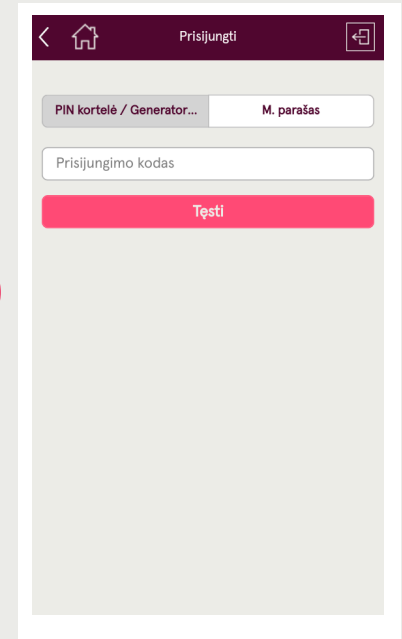 Prisijungti
PIN kortelė / Generator...
M. parašas
Prisijungimo kodas
Tęsti